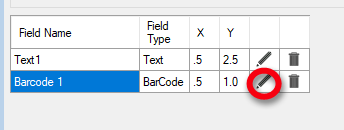 Field Name Field Type X Y
Text1 Text .5 2.5
Barcode 1 BarCode .5 1.0